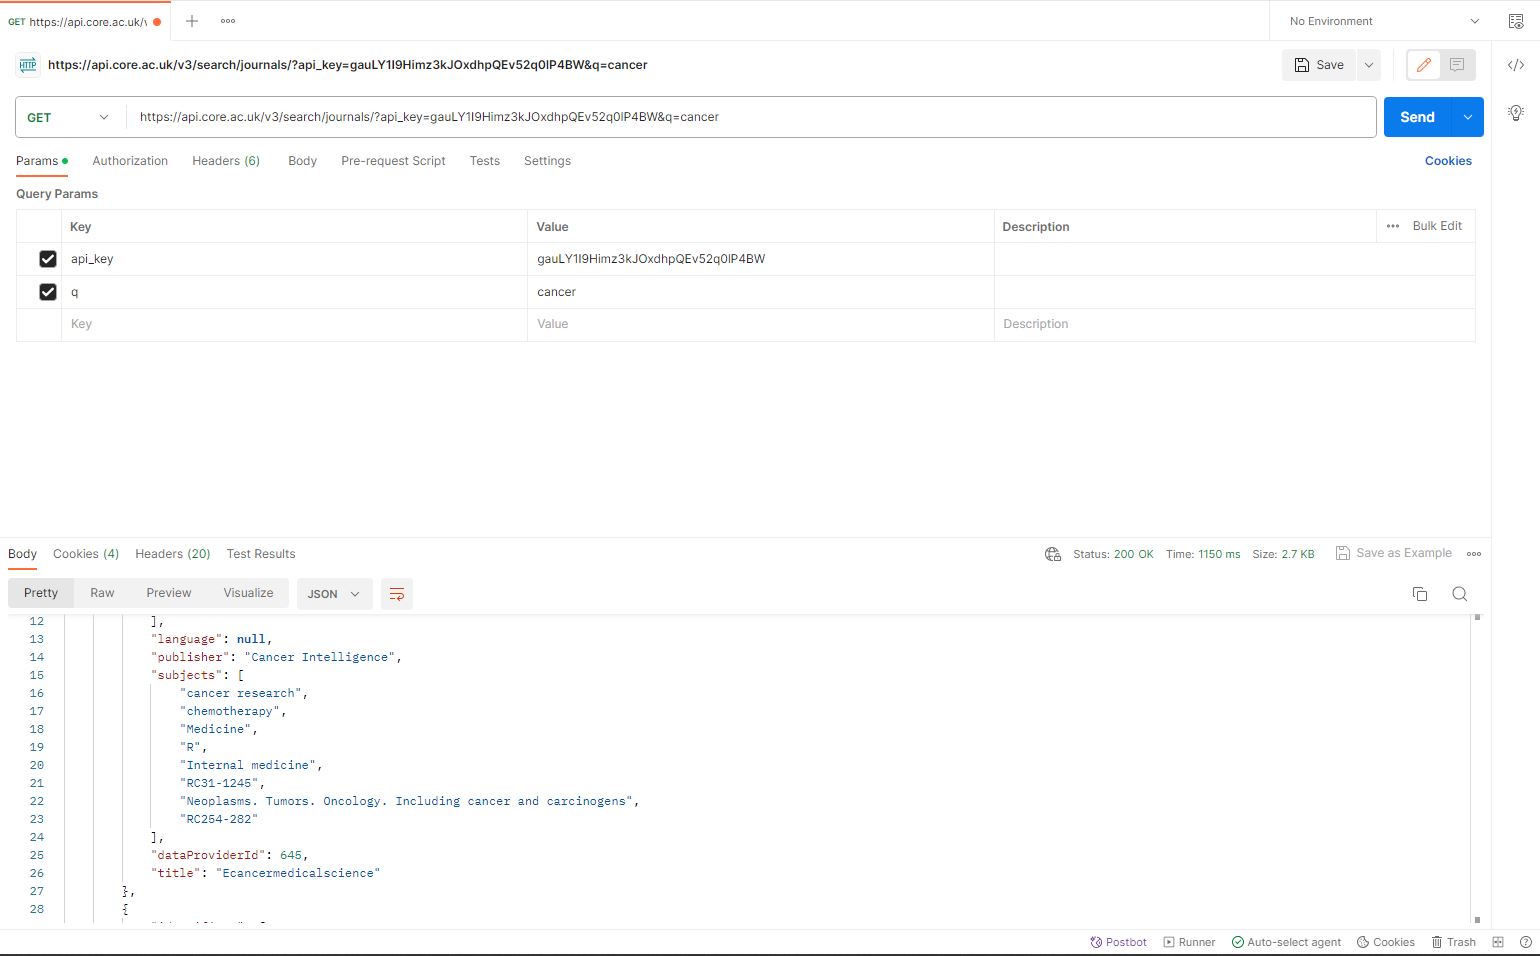 GET https://api.core.ac.uk/v
No Environment
HTTP https://api.core.ac.uk/v3/search/journals/?api_key=gauLY1I9Himz3kJOxdhpQEv52q0lP4BW&q=cancer
Save
GET https://api.core.ac.uk/v3/search/journals/?api_key=gauLY1I9Himz3kJOxdhpQEv52q0lP4BW&q=cancer
Send
Params Authorization Headers (6) Body Pre-request Script Tests Settings Cookies
Query Params
Key Value Description Bulk Edit
api_key gauLY1I9Himz3kJOxdhpQEv52q0lP4BW
q cancer
Key Value Description
Body Cookies (4) Headers (20) Test Results Status: 200 OK Time: 1150 ms Size: 2.7 KB Save as Example
Pretty Raw Preview Visualize JSON
12 ],
13 "language": null,
14 "publisher": "Cancer Intelligence",
15 "subjects": [
16 "cancer research",
17 "chemotherapy",
18 "Medicine",
19 "R",
20 "Internal medicine",
21 "RC31-1245",
22 "Neoplasms. Tumors. Oncology. Including cancer and carcinogens",
23 "RC254-282"
24 ],
25 "dataProviderId": 645,
26 "title": "Ecancermedicalscience"
27 },
28 {
Postbot Runner Auto-select agent Cookies Trash